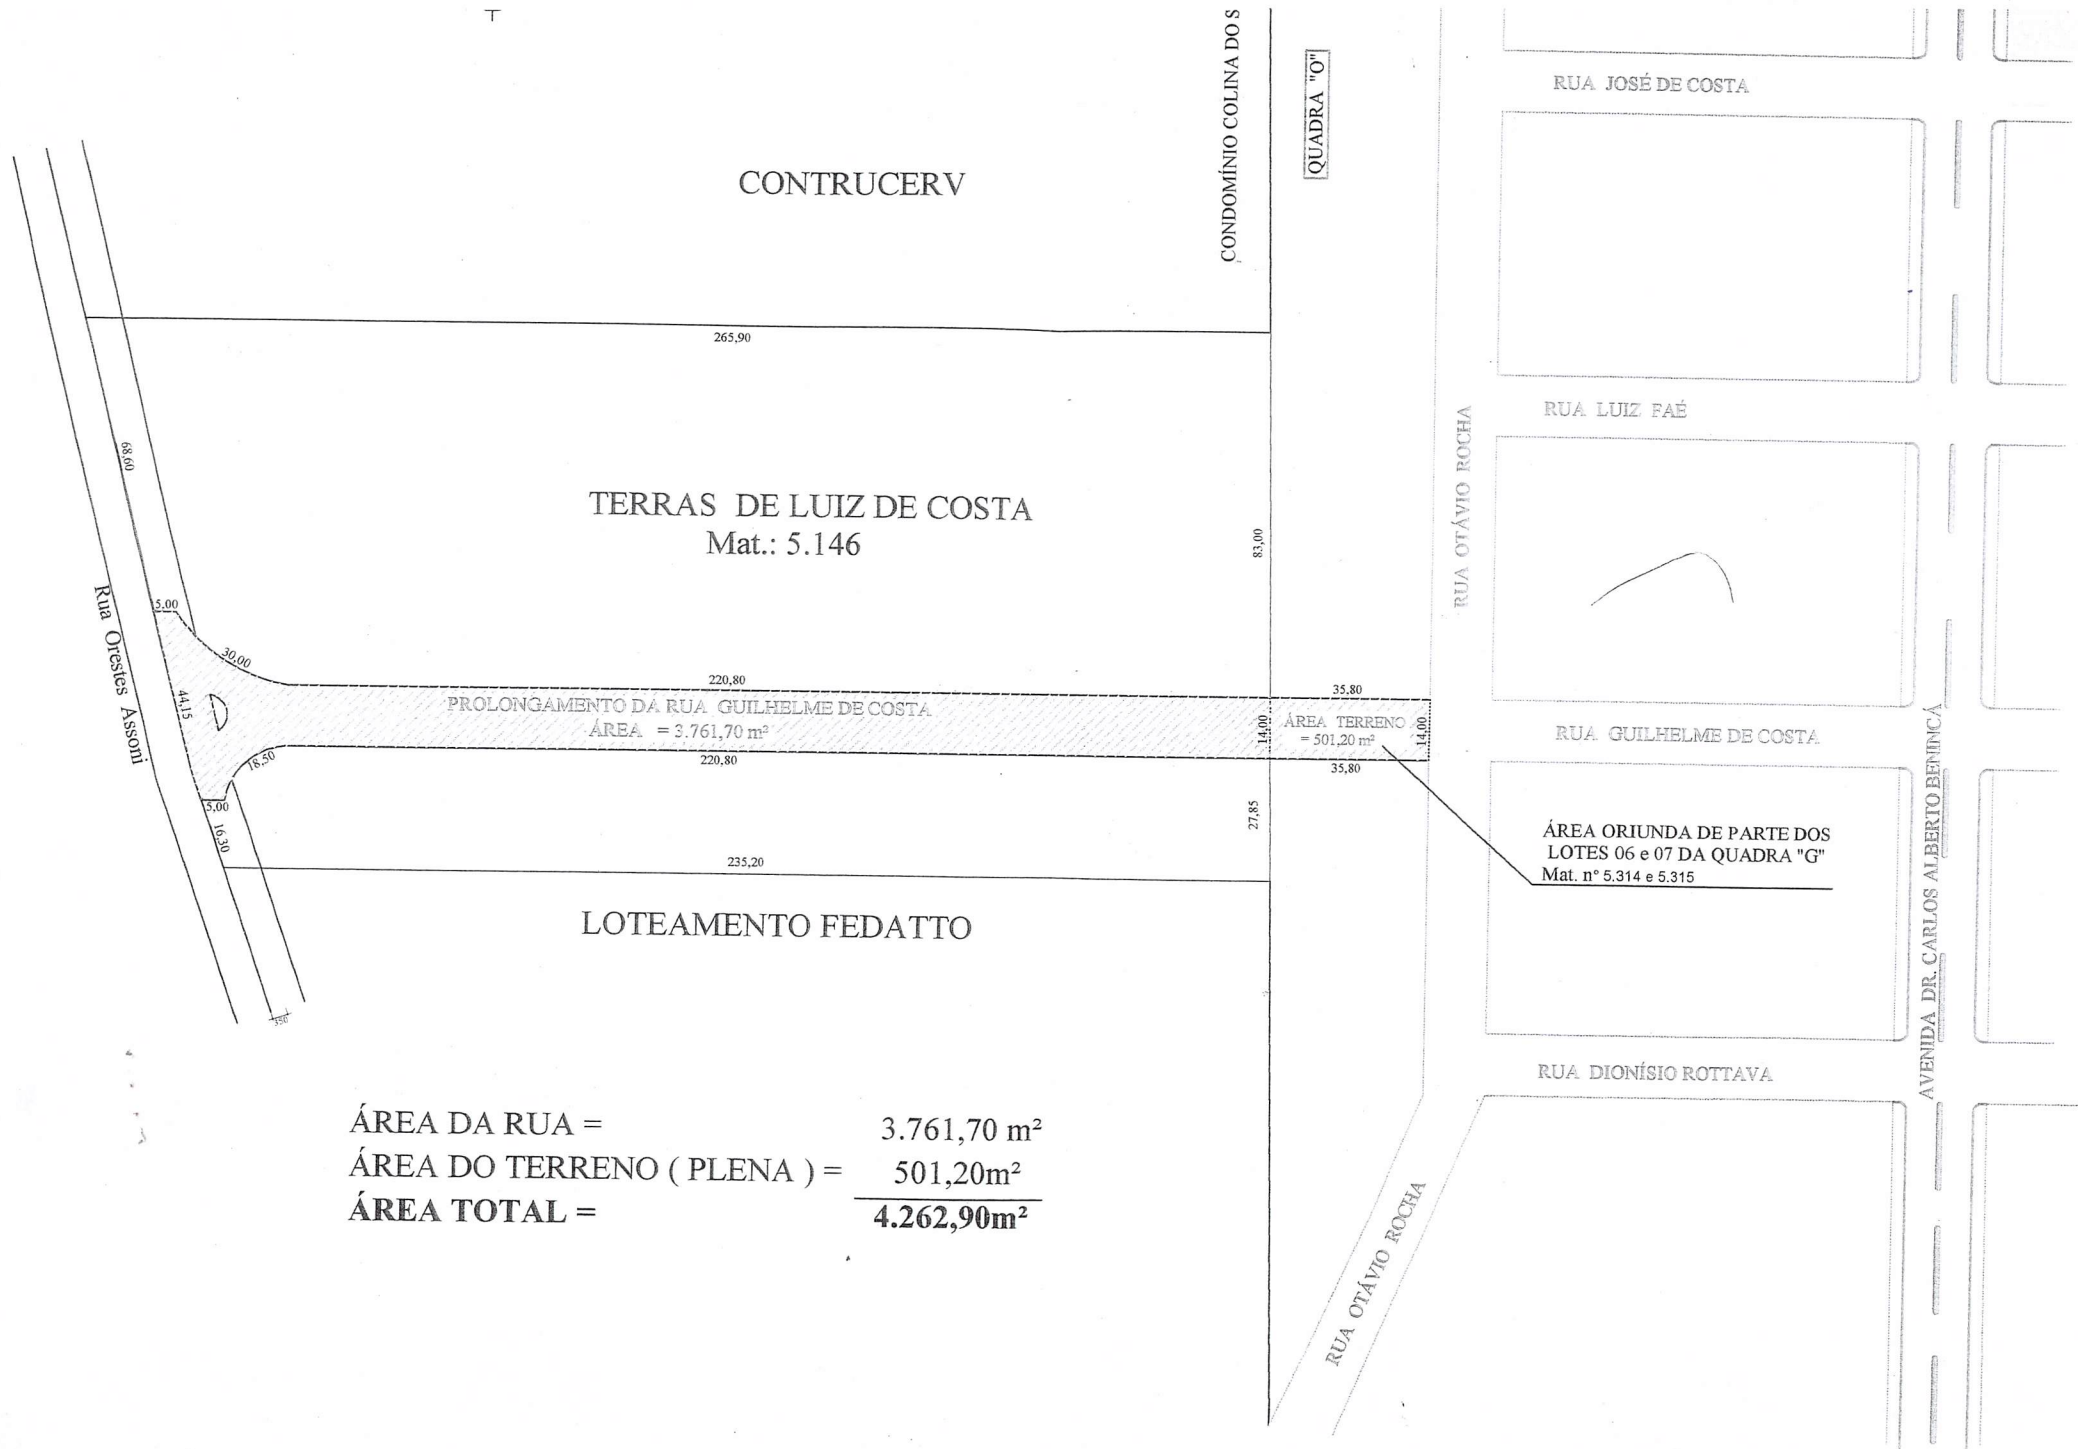 CONDOMÍNIO COLINA DO S
QUADRA "O"
RUA JOSÉ DE COSTA
CONTRUCERV
265,90
RUA LUIZ FAÉ
RUA OTÁVIO ROCHA
68,60
TERRAS DE LUIZ DE COSTA
Mat.: 5.146
83,00
Rua Orestes Assoni
5,00
30,00
44,15
220,80
35,80
PROLONGAMENTO DA RUA GUILHELME DE COSTA
ÁREA = 3.761,70 m²
14,00
ÁREA TERRENO
= 501,20 m²
14,00
RUA GUILHELME DE COSTA
18,50
220,80
35,80
5,00
16,30
27,85
235,20
ÁREA ORIUNDA DE PARTE DOS
LOTES 06 e 07 DA QUADRA "G"
Mat. nº 5.314 e 5.315
AVENIDA DR. CARLOS ALBERTO BENINCÁ
LOTEAMENTO FEDATTO
350
RUA DIONÍSIO ROTTAVA
ÁREA DA RUA = 3.761,70 m²
ÁREA DO TERRENO ( PLENA ) = 501,20m²
ÁREA TOTAL = 4.262,90m²
RUA OTÁVIO ROCHA